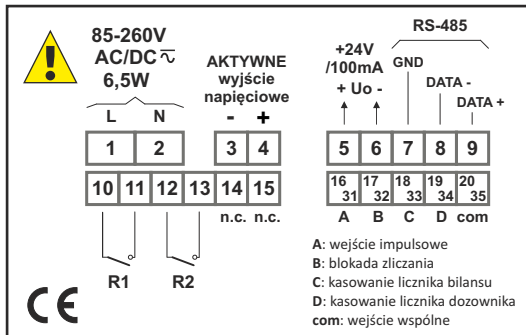 85-260V
AC/DC
6,5W
L N
AKTYWNE
wyjście
napięciowe
- +
+24V
/100mA
+ Uo -
RS-485
GND
DATA -
DATA +
1 2 3 4 5 6 7 8 9
10 11 12 13 14 15
16 17 18 19 20
31 32 33 34 35
n.c. n.c.
A B C D com
R1 R2
A: wejście impulsowe
B: blokada zliczania
C: kasowanie licznika bilansu
D: kasowanie licznika dozownika
com: wejście wspólne
CE